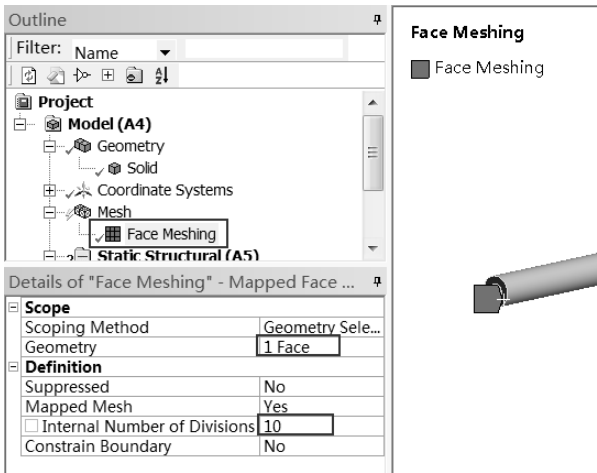 Outline
Filter: Name
Project
Model (A4)
Geometry
Solid
Coordinate Systems
Mesh
Face Meshing
Static Structural (A5)
Details of "Face Meshing" - Mapped Face ...
Scope
Scoping Method Geometry Sele...
Geometry 1 Face
Definition
Suppressed No
Mapped Mesh Yes
Internal Number of Divisions 10
Constrain Boundary No
Face Meshing
Face Meshing